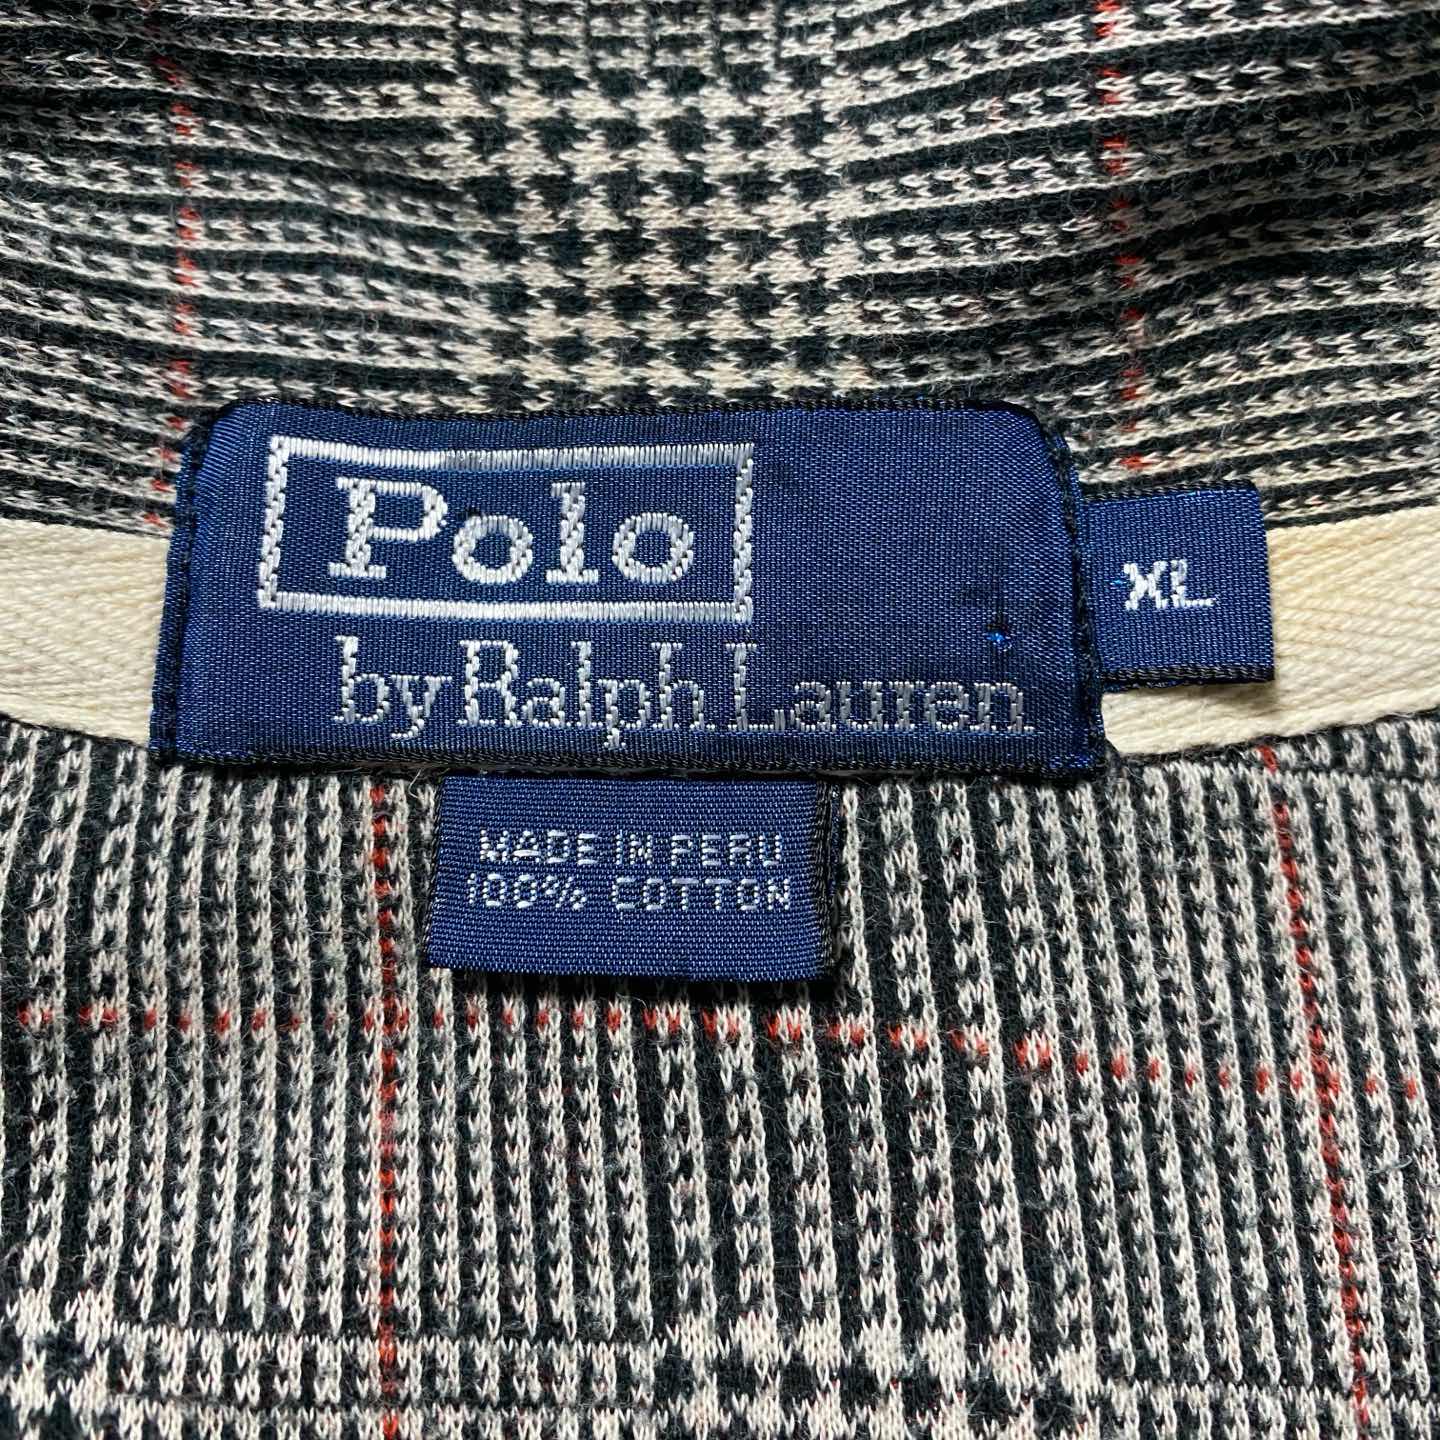 Polo
by Ralph Lauren
XL
MADE IN PERU
100% COTTON